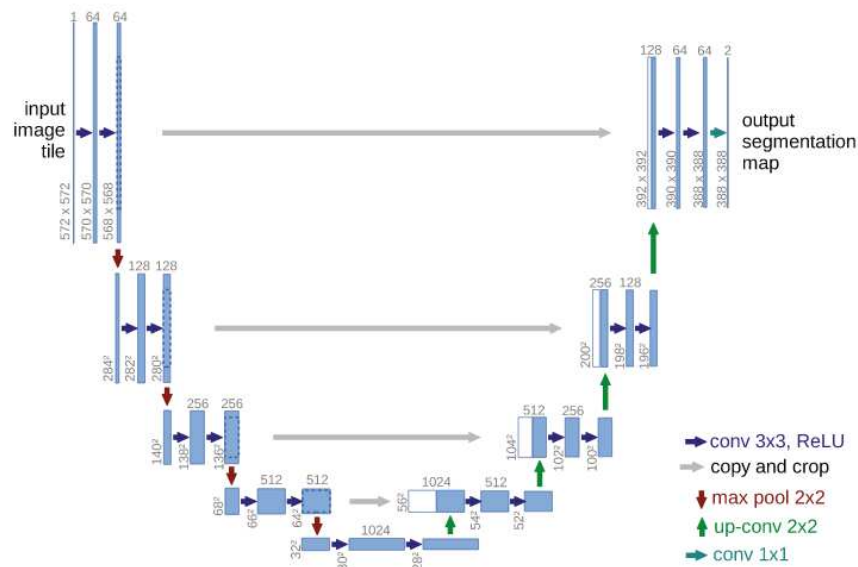 1 64 64
input
image
tile
572 x 572
570 x 570
568 x 568
128 64 64 2
output
segmentation
map
392 x 392
390 x 390
388 x 388
388 x 388
128 128
284²
282²
280²
256 128
200²
198²
196²
256 256
140²
138²
136²
512 256
104²
102²
100²
512 512
68²
66²
64²
1024 512
56²
54²
52²
1024
32²
30²
28²
conv 3x3, ReLU
copy and crop
max pool 2x2
up-conv 2x2
conv 1x1